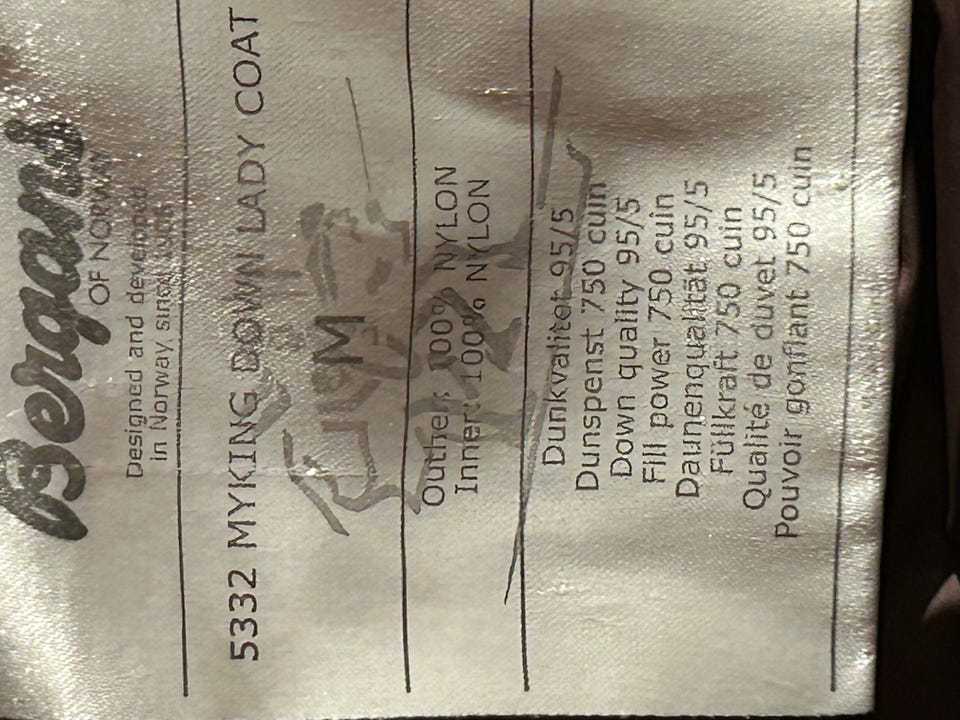 Bergans
OF NORWAY
Designed and developed
in Norway since
5332 MYKING DOWN LADY COAT
M
Outher: 100% NYLON
Inner: 100% NYLON
Dunkvalitet 95/5
Dunspenst 750 cuin
Down quality 95/5
Fill power 750 cuin
Daunenqualität 95/5
Füllkraft 750 cuin
Qualité de duvet 95/5
Pouvoir gonflant 750 cuin